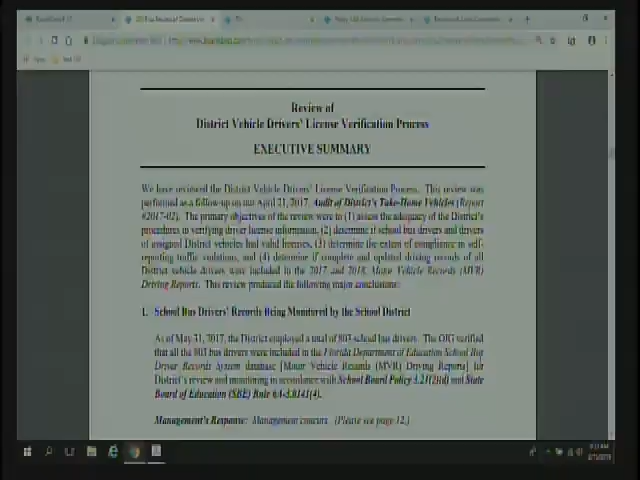 Review of
District Vehicle Drivers' License Verification Process
EXECUTIVE SUMMARY
We have reviewed the District Vehicle Drivers' License Verification Process. This review was
performed as a follow-up on our April 21, 2017, Audit of District's Take-Home Vehicles (Report
#2017-02). The primary objectives of the review were to (1) assess the adequacy of the District's
procedures in verifying driver license information, (2) determine if school bus drivers and drivers
of assigned District vehicles had valid licenses, (3) determine the extent of compliance in self-
reporting traffic violations, and (4) determine if complete and updated driving records of all
District vehicle drivers were included in the 2017 and 2018, Motor Vehicle Records (MVR)
Driving Reports. This review produced the following major conclusions:
1. School Bus Drivers' Records Being Monitored by the School District
As of May 31, 2017, the District employed a total of 803 school bus drivers. The OIG verified
that all the 803 bus drivers were included in the Florida Department of Education School Bus
Driver Records System database [Motor Vehicle Records (MVR) Driving Reports] for
District's review and monitoring in accordance with School Board Policy 3.21(2)(d) and State
Board of Education (SBE) Rule 6A-3.0141(4).
Management's Response: Management concurs. (Please see page 12.)